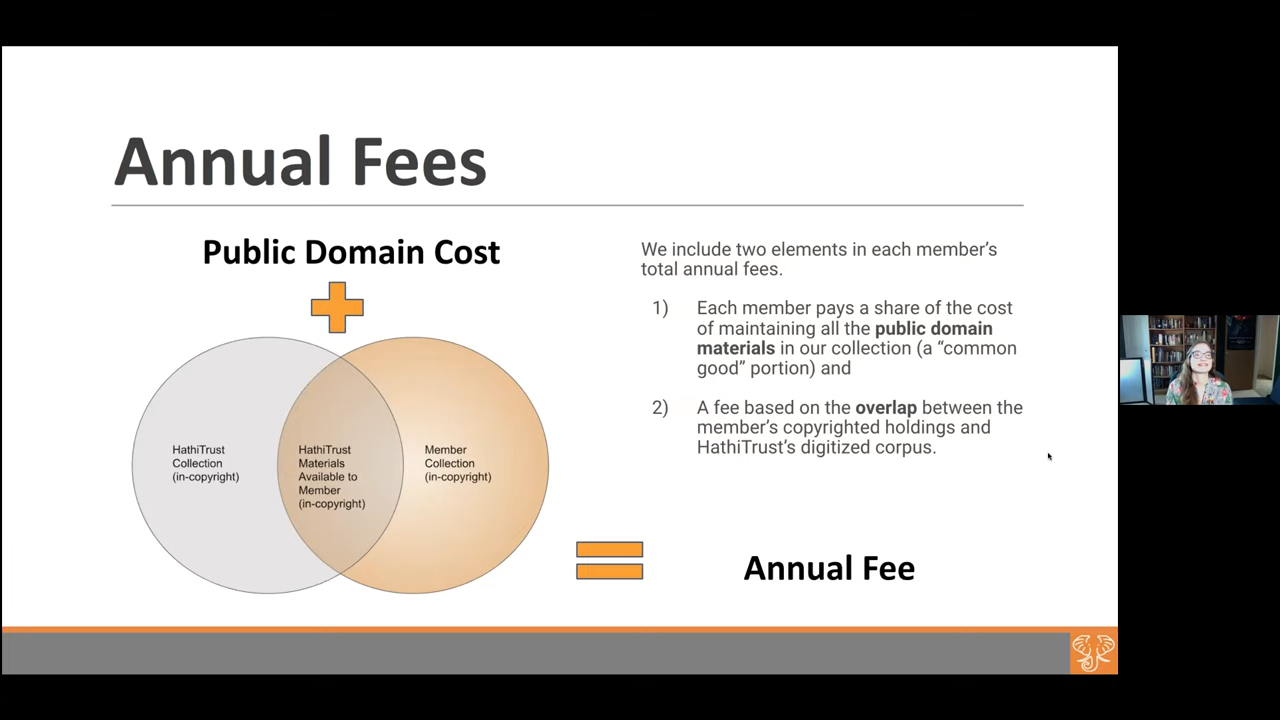 Annual Fees
Public Domain Cost
HathiTrust
Collection
(in-copyright)
HathiTrust
Materials
Available to
Member
(in-copyright)
Member
Collection
(in-copyright)
We include two elements in each member’s
total annual fees.
1) Each member pays a share of the cost
of maintaining all the public domain
materials in our collection (a “common
good” portion) and
2) A fee based on the overlap between the
member’s copyrighted holdings and
HathiTrust’s digitized corpus.
Annual Fee